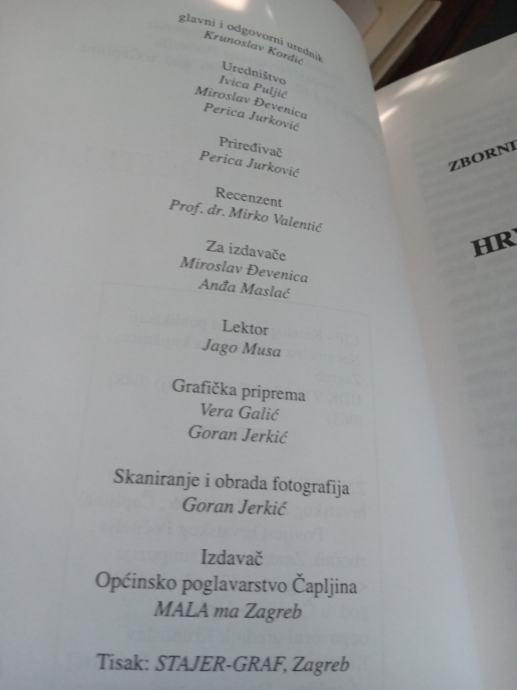 glavni i odgovorni urednik
Krunoslav Kordić
Uredništvo
Ivica Puljić
Miroslav Đevenica
Perica Jurković
Priređivač
Perica Jurković
Recenzent
Prof. dr. Mirko Valentić
Za izdavače
Miroslav Đevenica
Anđa Maslać
Lektor
Jago Musa
Grafička priprema
Vera Galić
Goran Jerkić
Skaniranje i obrada fotografija
Goran Jerkić
Izdavač
Općinsko poglavarstvo Čapljina
MALA ma Zagreb
Tisak: STAJER-GRAF, Zagreb